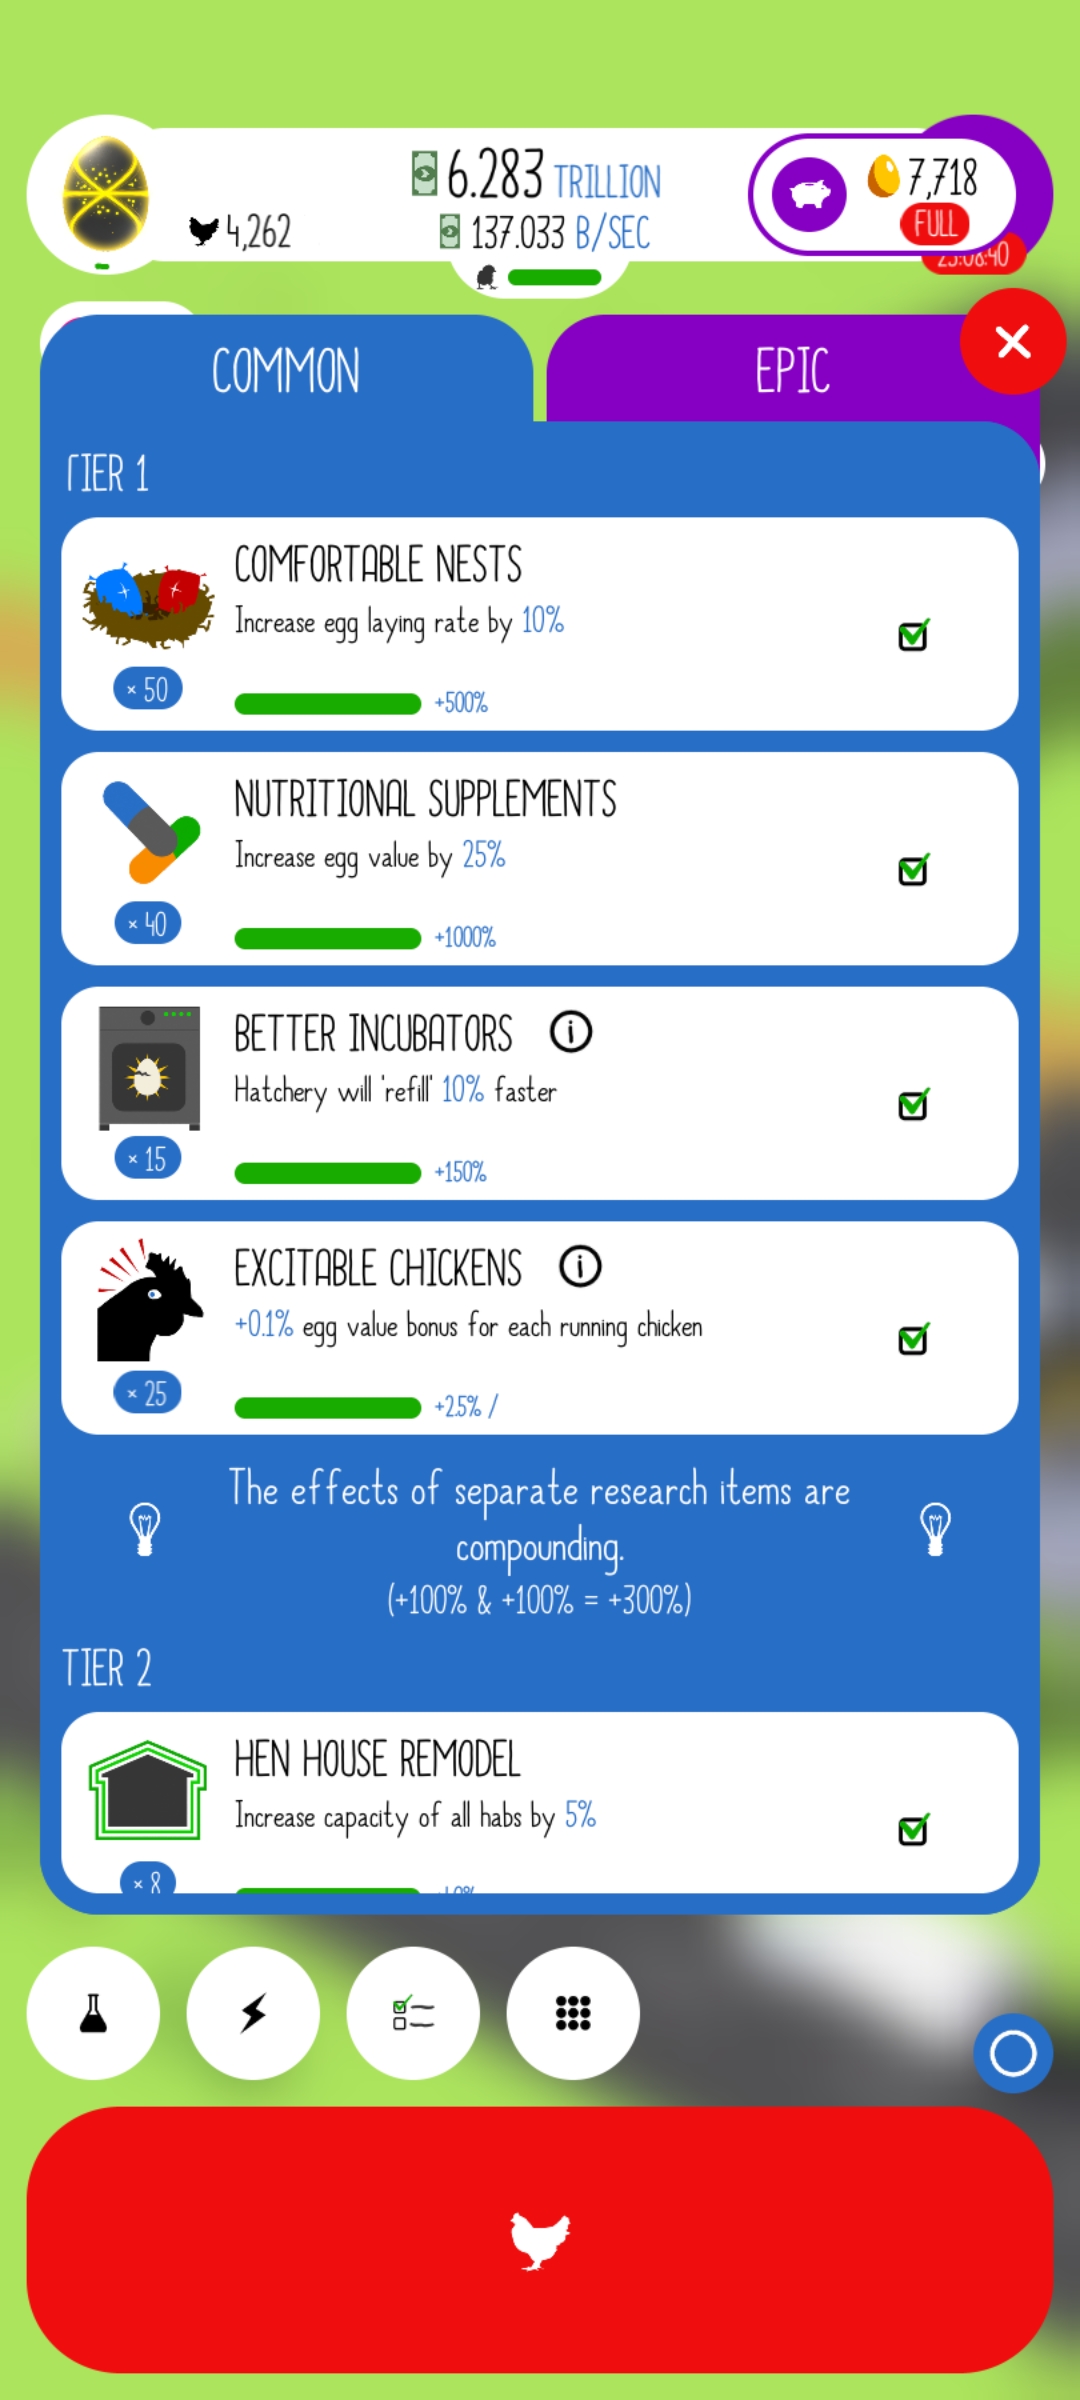 6.283 TRILLION
4,262
137.033 B/SEC
7,718
FULL
23:08:40
COMMON
EPIC
TIER 1
COMFORTABLE NESTS
Increase egg laying rate by 10%
× 50
+500%
NUTRITIONAL SUPPLEMENTS
Increase egg value by 25%
× 40
+1000%
BETTER INCUBATORS
Hatchery will 'refill' 10% faster
× 15
+150%
EXCITABLE CHICKENS
+0.1% egg value bonus for each running chicken
× 25
+2.5% /
The effects of separate research items are
compounding.
(+100% & +100% = +300%)
TIER 2
HEN HOUSE REMODEL
Increase capacity of all habs by 5%
× 8